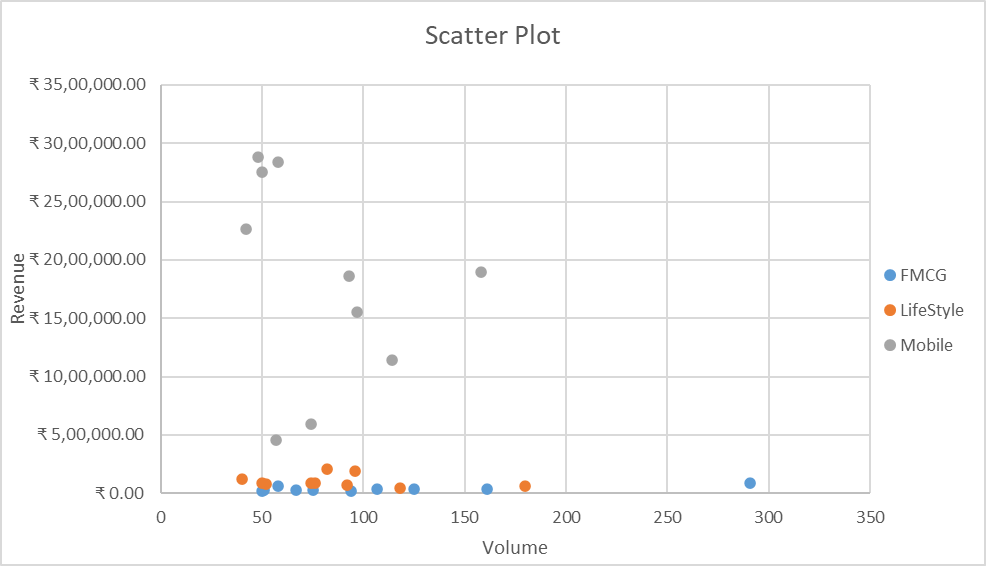 Scatter Plot
₹ 35,00,000.00
₹ 30,00,000.00
₹ 25,00,000.00
₹ 20,00,000.00
₹ 15,00,000.00
₹ 10,00,000.00
₹ 5,00,000.00
₹ 0.00
Revenue
0 50 100 150 200 250 300 350
Volume
FMCG
LifeStyle
Mobile